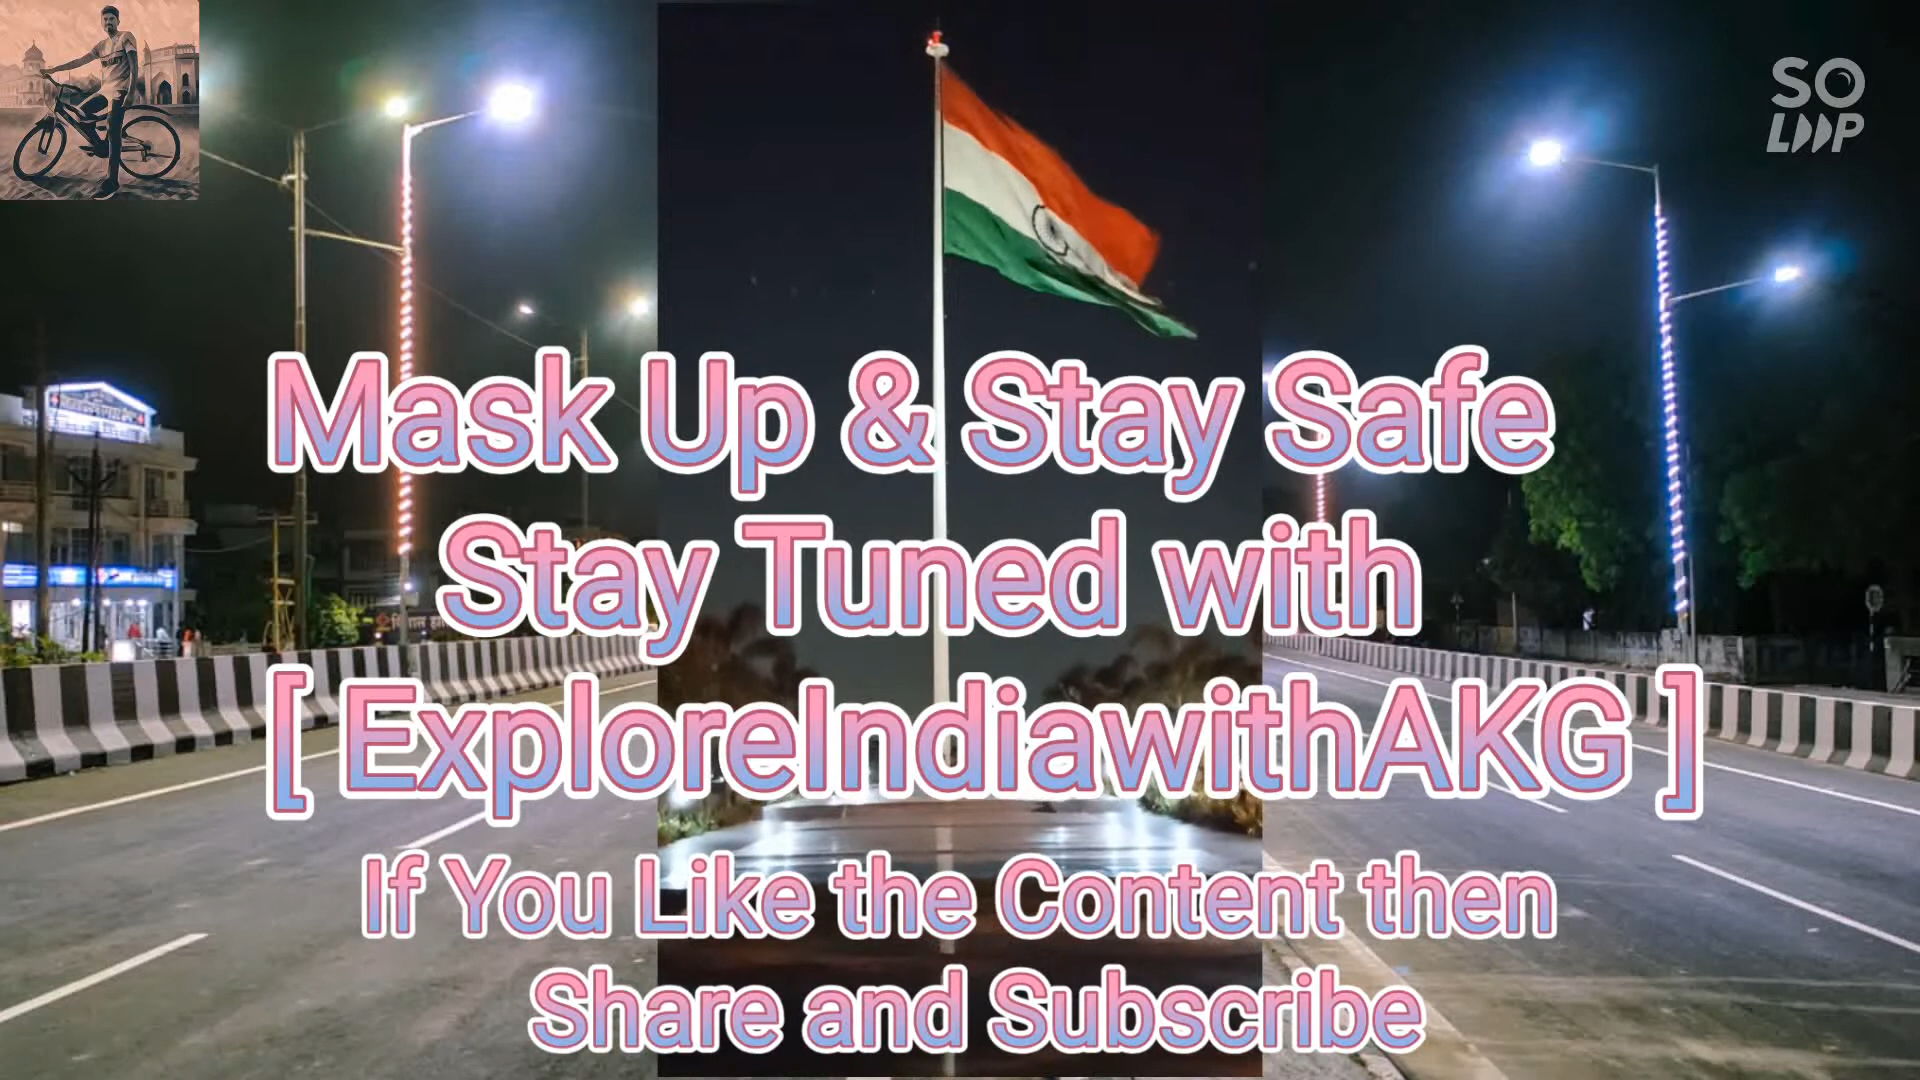 SO
LOOP
Mask Up & Stay Safe
Stay Tuned with
[ ExploreIndiawithAKG ]
If You Like the Content then
Share and Subscribe